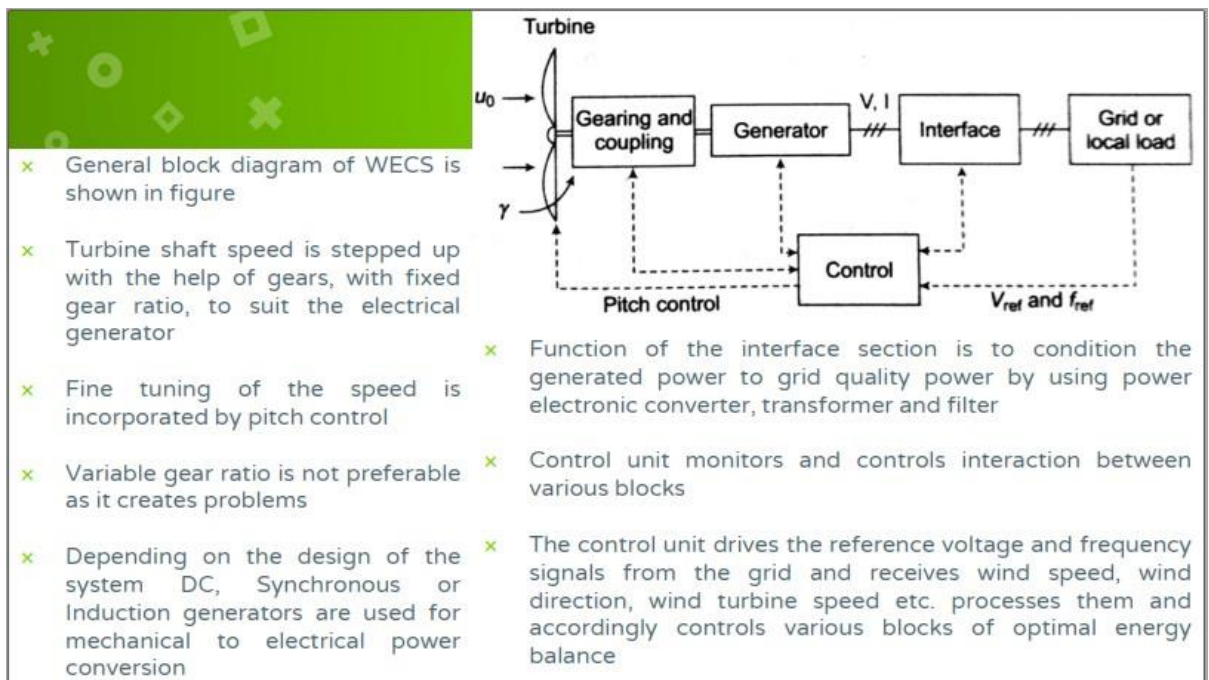 Turbine
u0
γ
Gearing and
coupling
Generator
V, I
Interface
Grid or
local load
Control
Pitch control
Vref and fref
× General block diagram of WECS is
shown in figure
× Turbine shaft speed is stepped up
with the help of gears, with fixed
gear ratio, to suit the electrical
generator
× Fine tuning of the speed is
incorporated by pitch control
× Variable gear ratio is not preferable
as it creates problems
× Depending on the design of the
system DC, Synchronous or
Induction generators are used for
mechanical to electrical power
conversion
× Function of the interface section is to condition the
generated power to grid quality power by using power
electronic converter, transformer and filter
× Control unit monitors and controls interaction between
various blocks
× The control unit drives the reference voltage and frequency
signals from the grid and receives wind speed, wind
direction, wind turbine speed etc. processes them and
accordingly controls various blocks of optimal energy
balance